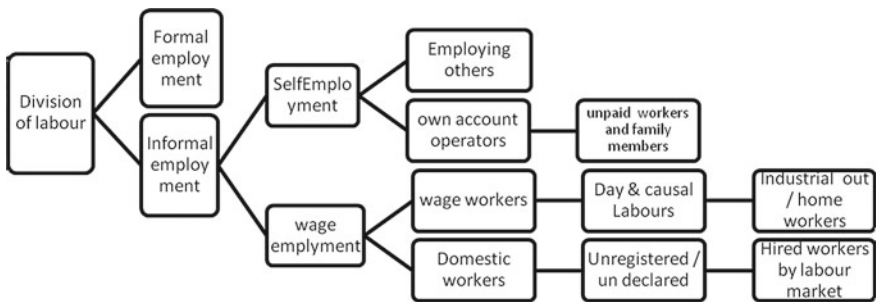 Division
of labour
Formal
employ
ment
Informal
employ
ment
SelfEmplo
yment
wage
emplyment
Employing
others
own account
operators
unpaid workers
and family
members
wage workers
Day & causal
Labours
Industrial out
/ home
workers
Domestic
workers
Unregistered /
un declared
Hired workers
by labour
market